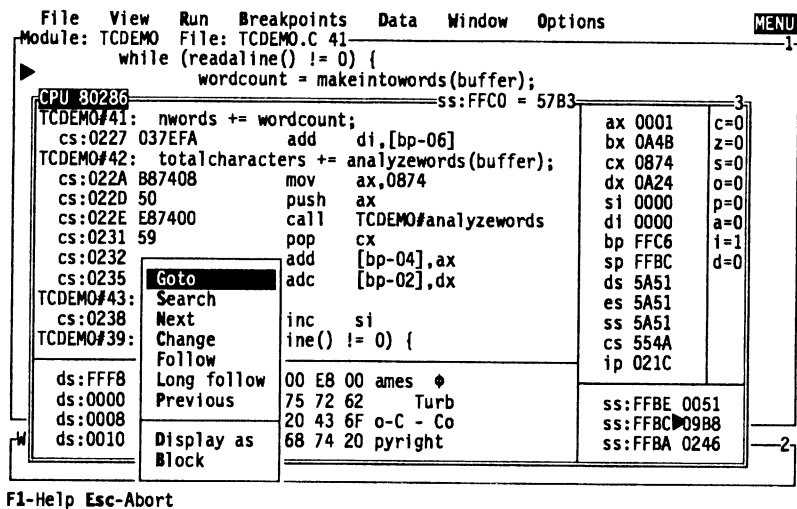 File View Run Breakpoints Data Window Options MENU
Module: TCDEMO File: TCDEMO.C 41 1
while (readaline() != 0) {
wordcount = makeintowords(buffer);
CPU 80286 ss:FFC0 = 57B3 3
TCDEMO#41: nwords += wordcount; ax 0001 c=0
cs:0227 037EFA add di,[bp-06] bx 0A4B z=0
TCDEMO#42: totalcharacters += analyzewords(buffer); cx 0874 s=0
cs:022A B87408 mov ax,0874 dx 0A24 o=0
cs:022D 50 push ax si 0000 p=0
cs:022E E87400 call TCDEMO#analyzewords di 0000 a=0
cs:0231 59 pop cx bp FFC6 i=1
cs:0232 add [bp-04],ax sp FFBC d=0
cs:0235 Goto adc [bp-02],dx ds 5A51
TCDEMO#43: Search es 5A51
cs:0238 Next inc si ss 5A51
TCDEMO#39: Change ine() != 0) { cs 554A
Follow ip 021C
ds:FFF8 Long follow 00 E8 00 ames ϕ
ds:0000 Previous 75 72 62 Turb ss:FFBE 0051
ds:0008 20 43 6F o-C - Co ss:FFBC 09B8
W ds:0010 Display as 68 74 20 pyright ss:FFBA 0246 2
Block
F1-Help Esc-Abort